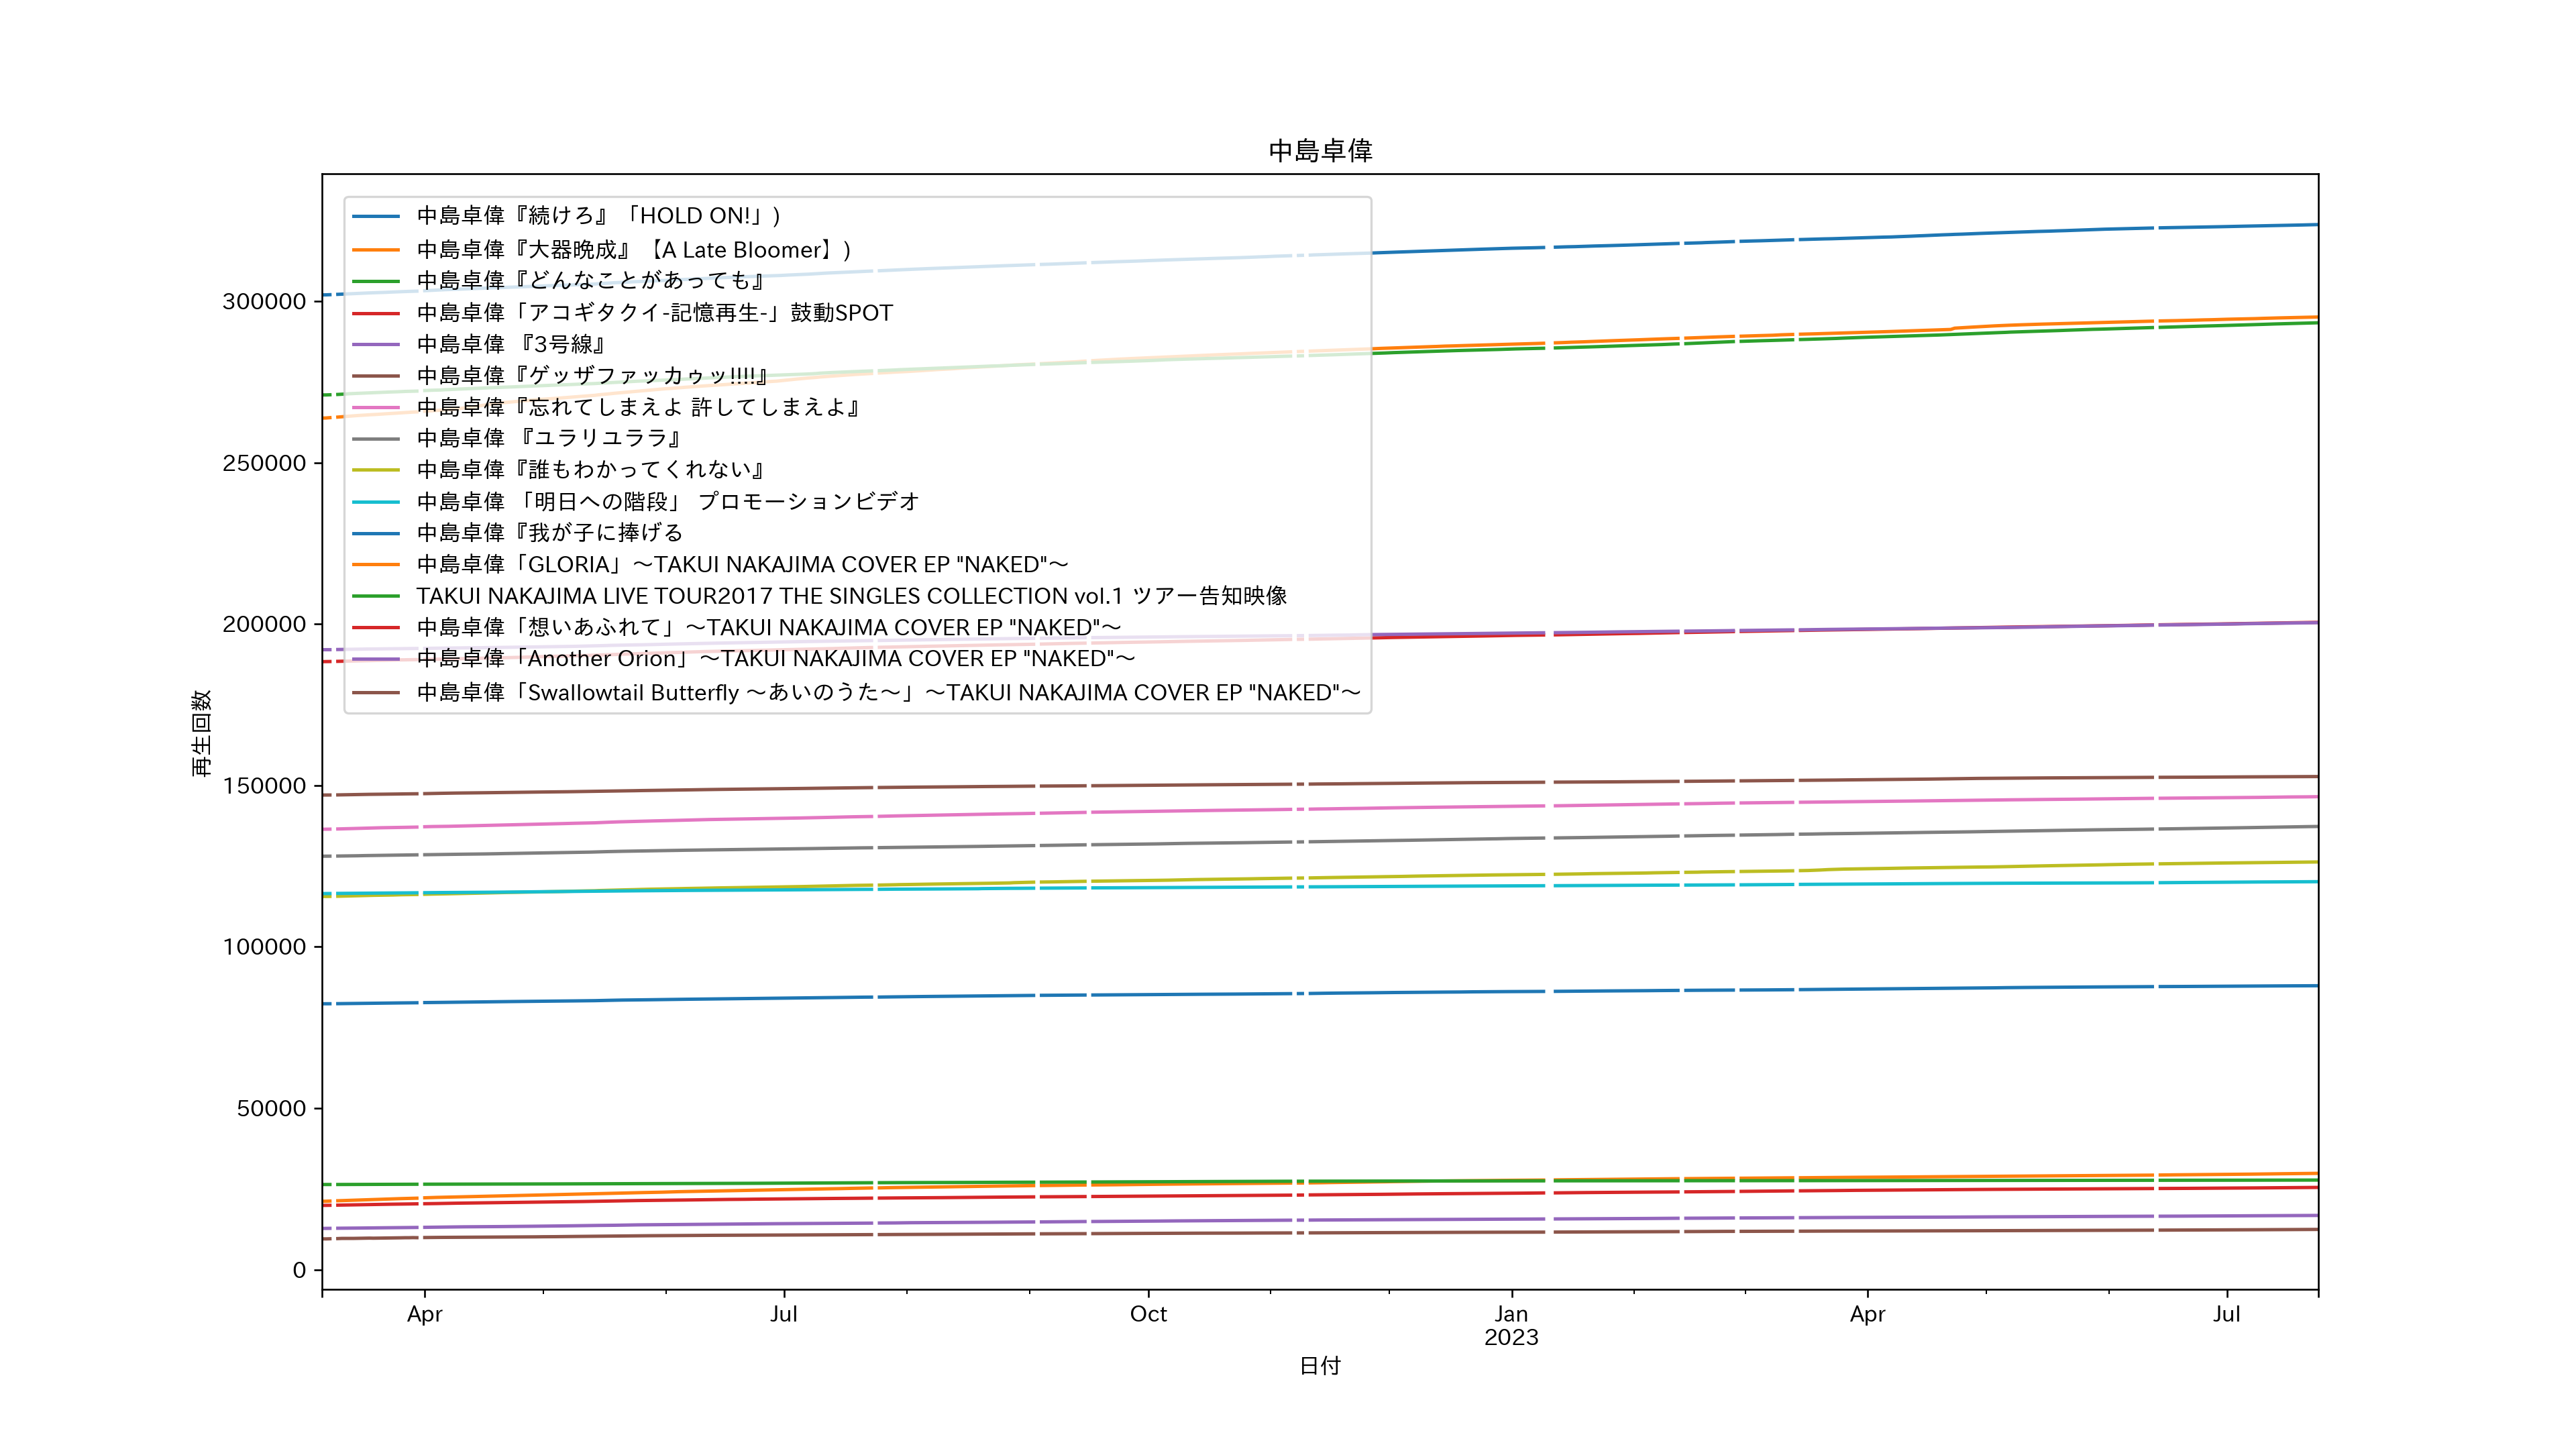 中島卓偉
中島卓偉『続けろ』「HOLD ON!」)
中島卓偉『大器晩成』【A Late Bloomer】)
中島卓偉『どんなことがあっても』
中島卓偉「アコギタクイ-記憶再生-」鼓動SPOT
中島卓偉 『3号線』
中島卓偉『ゲッザファッカゥッ!!!!』
中島卓偉『忘れてしまえよ 許してしまえよ』
中島卓偉 『ユラリユララ』
中島卓偉『誰もわかってくれない』
中島卓偉 「明日への階段」 プロモーションビデオ
中島卓偉『我が子に捧げる
中島卓偉「GLORIA」～TAKUI NAKAJIMA COVER EP "NAKED"～
TAKUI NAKAJIMA LIVE TOUR2017 THE SINGLES COLLECTION vol.1 ツアー告知映像
中島卓偉「想いあふれて」～TAKUI NAKAJIMA COVER EP "NAKED"～
中島卓偉「Another Orion」～TAKUI NAKAJIMA COVER EP "NAKED"～
中島卓偉「Swallowtail Butterfly ～あいのうた～」～TAKUI NAKAJIMA COVER EP "NAKED"～
再生回数
300000
250000
200000
150000
100000
50000
0
Apr Jul Oct Jan Apr Jul
2023
日付